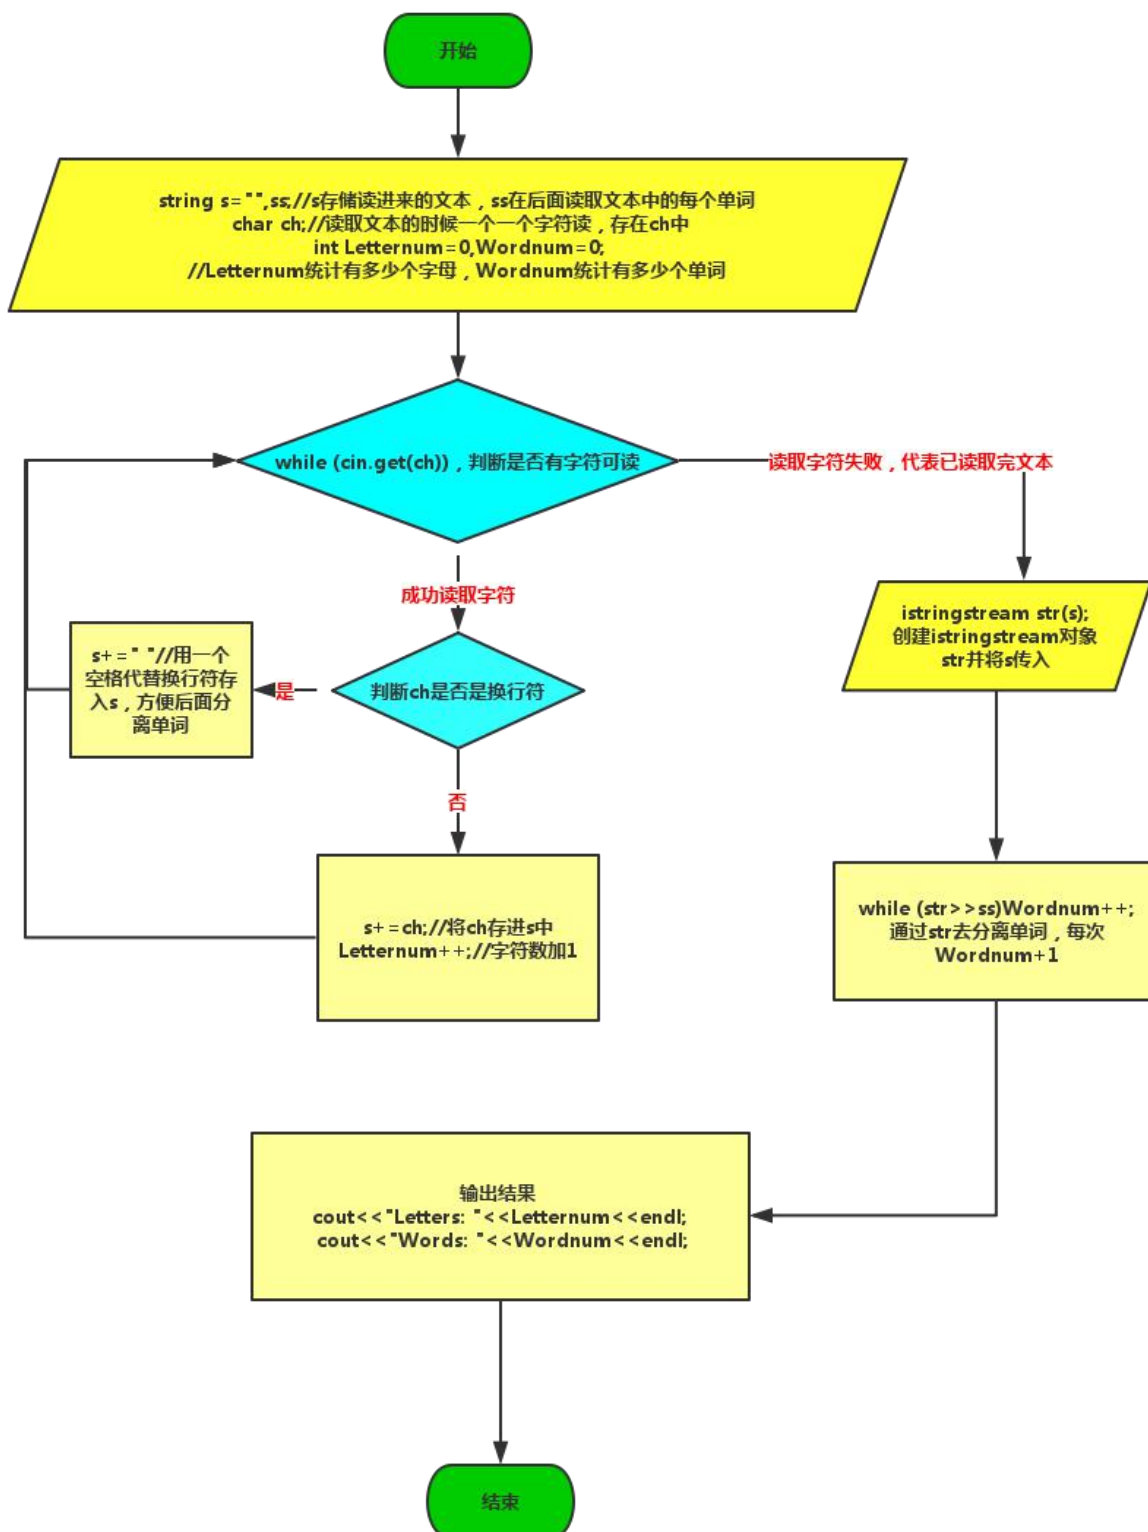 开始
string s="",ss;//s存储读进来的文本，ss在后面读取文本中的每个单词
char ch;//读取文本的时候一个一个字符读，存在ch中
int Letternum=0,Wordnum=0;
//Letternum统计有多少个字母，Wordnum统计有多少个单词
while (cin.get(ch))，判断是否有字符可读
读取字符失败，代表已读取完文本
成功读取字符
istringstream str(s);
创建istringstream对象
str并将s传入
s+=" "//用一个
空格代替换行符存
入s，方便后面分
离单词
是
判断ch是否是换行符
否
s+=ch;//将ch存进s中
Letternum++;//字符数加1
while (str>>ss)Wordnum++;
通过str去分离单词，每次
Wordnum+1
输出结果
cout<<"Letters: "<<Letternum<<endl;
cout<<"Words: "<<Wordnum<<endl;
结束